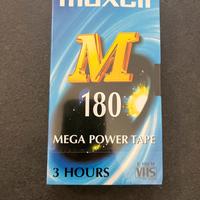 maxell
M
180
MEGA POWER TAPE
3 HOURS
VHS